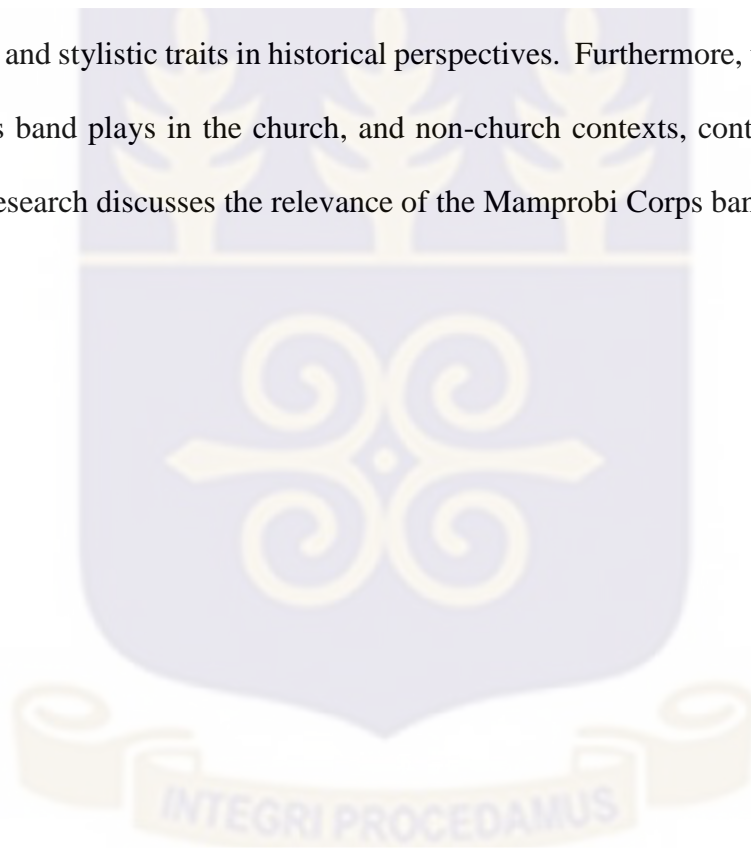 and stylistic traits in historical perspectives. Furthermore,
s band plays in the church, and non-church contexts, cont
esearch discusses the relevance of the Mamprobi Corps ban
INTEGRI PROCEDAMUS